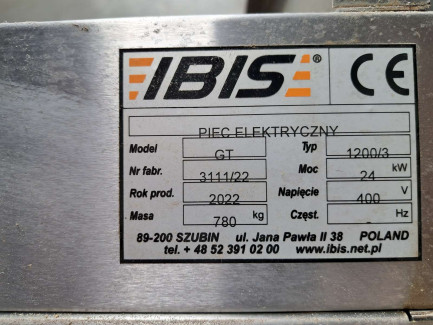 IBIS® CE
PIEC ELEKTRYCZNY
Model GT Typ 1200/3
Nr fabr. 3111/22 Moc 24 kW
Rok prod. 2022 Napięcie 400 V
Masa 780 kg Częst. Hz
89-200 SZUBIN ul. Jana Pawła II 38 POLAND
tel. + 48 52 391 02 00 www.ibis.net.pl